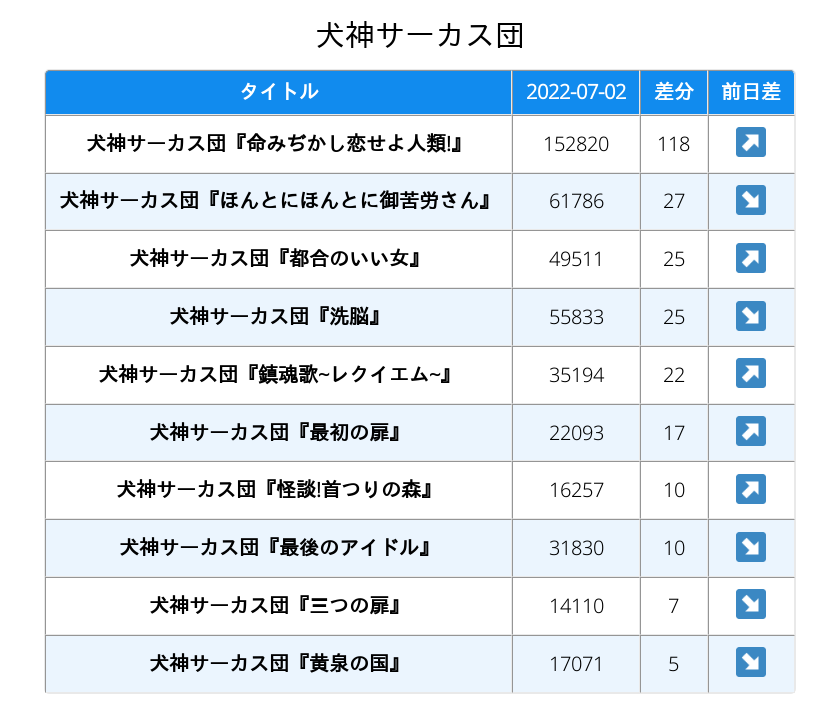 犬神サーカス団
タイトル 2022-07-02 差分 前日差
犬神サーカス団『命みぢかし恋せよ人類!』 152820 118 ↗
犬神サーカス団『ほんとにほんとに御苦労さん』 61786 27 ↘
犬神サーカス団『都合のいい女』 49511 25 ↗
犬神サーカス団『洗脳』 55833 25 ↘
犬神サーカス団『鎮魂歌~レクイエム~』 35194 22 ↗
犬神サーカス団『最初の扉』 22093 17 ↗
犬神サーカス団『怪談!首つりの森』 16257 10 ↗
犬神サーカス団『最後のアイドル』 31830 10 ↘
犬神サーカス団『三つの扉』 14110 7 ↘
犬神サーカス団『黄泉の国』 17071 5 ↘